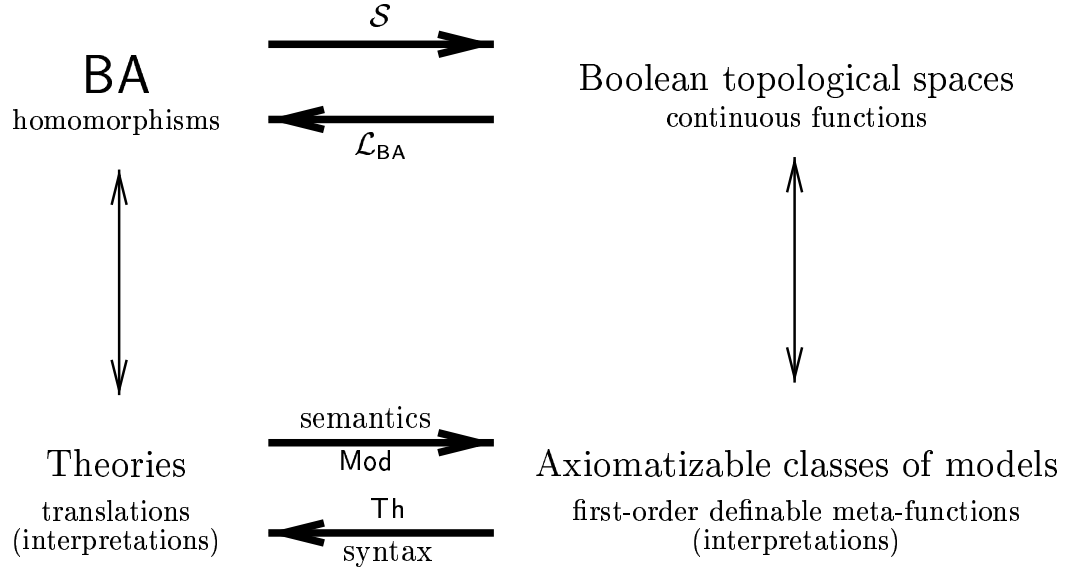 𝒮
BA
homomorphisms
Boolean topological spaces
continuous functions
ℒ_BA
semantics
Mod
Theories
Axiomatizable classes of models
translations
(interpretations)
Th
syntax
first-order definable meta-functions
(interpretations)